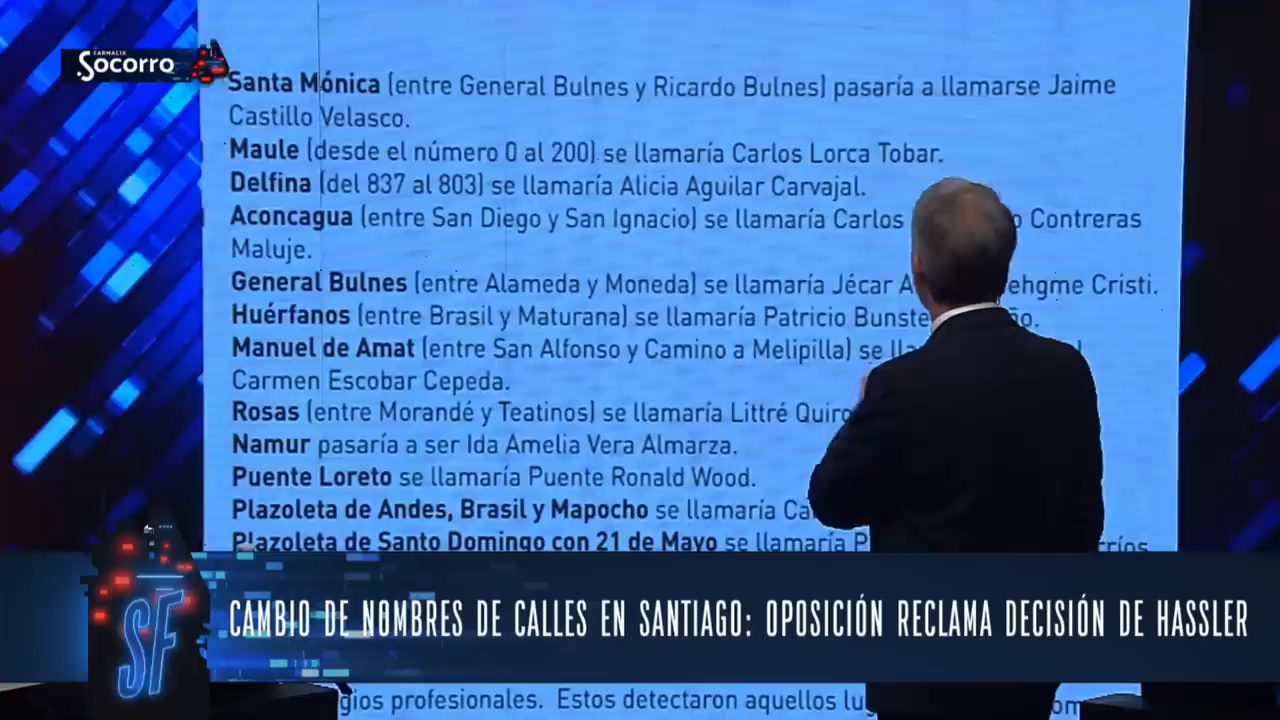 FARMACIA
Socorro
Santa Mónica (entre General Bulnes y Ricardo Bulnes) pasaría a llamarse Jaime
Castillo Velasco.
Maule (desde el número 0 al 200) se llamaría Carlos Lorca Tobar.
Delfina (del 837 al 803) se llamaría Alicia Aguilar Carvajal.
Aconcagua (entre San Diego y San Ignacio) se llamaría Carlos Contreras
Maluje.
General Bulnes (entre Alameda y Moneda) se llamaría Jécar Cristi.
Huérfanos (entre Brasil y Maturana) se llamaría Patricio
Manuel de Amat (entre San Alfonso y Camino a Melipilla) se
Carmen Escobar Cepeda.
Rosas (entre Morandé y Teatinos) se llamaría Littré
Namur pasaría a ser Ida Amelia Vera Almarza.
Puente Loreto se llamaría Puente Ronald Wood.
Plazoleta de Andes, Brasil y Mapocho se llamaría
Plazoleta de Santo Domingo con 21 de Mayo se llamaría
SF
CAMBIO DE NOMBRES DE CALLES EN SANTIAGO: OPOSICIÓN RECLAMA DECISIÓN DE HASSLER
profesionales. Estos detectaron aquellos